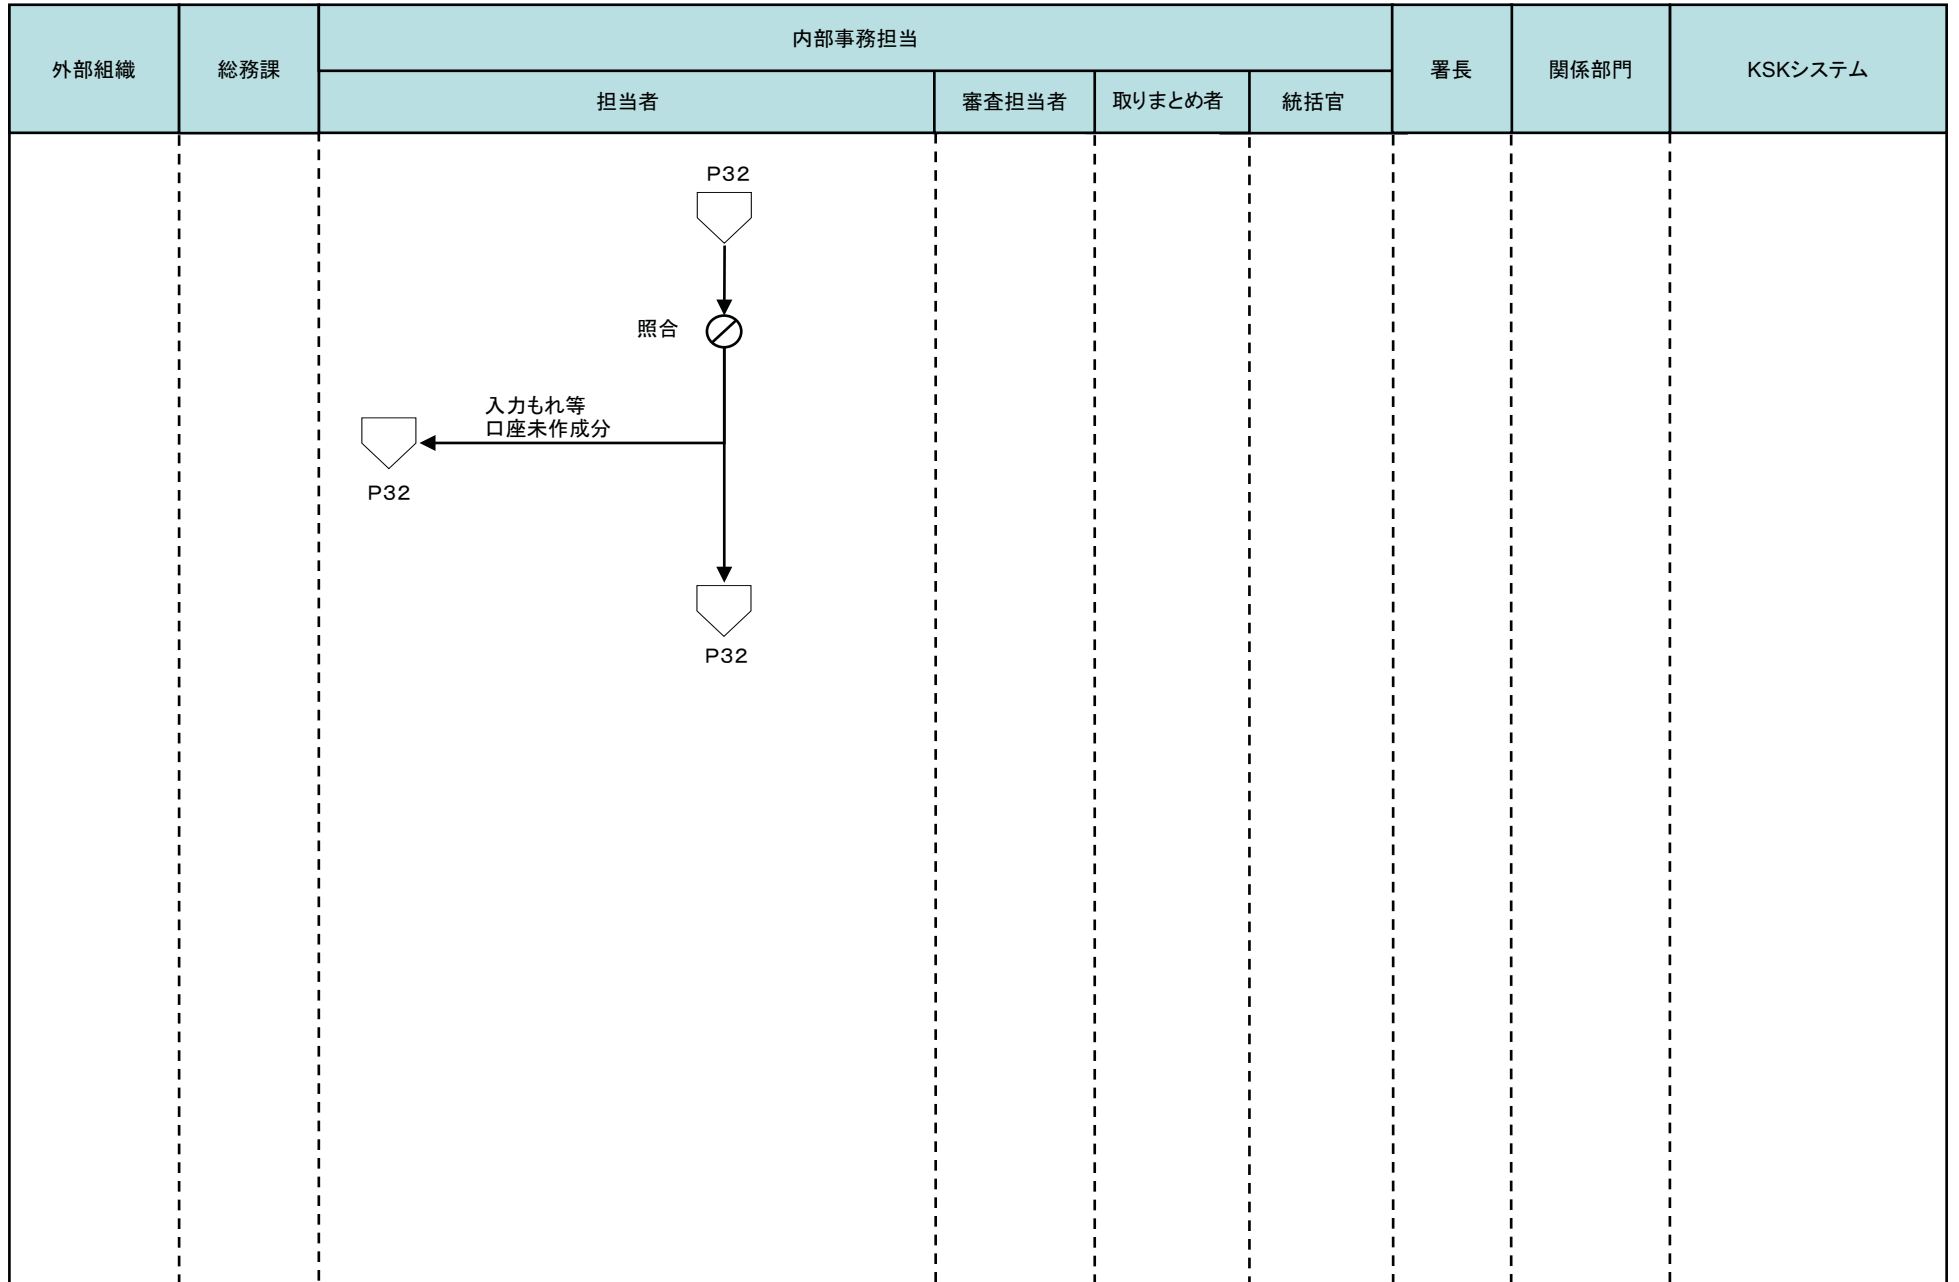 外部組織
総務課
内部事務担当
担当者
審査担当者
取りまとめ者
統括官
署長
関係部門
KSKシステム
P32
照合
入力もれ等
口座未作成分
P32
P32